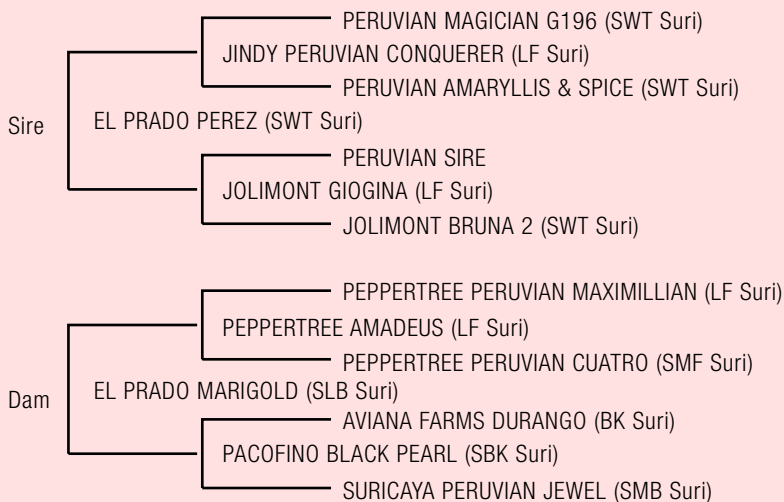 PERUVIAN MAGICIAN G196 (SWT Suri)
JINDY PERUVIAN CONQUERER (LF Suri)
PERUVIAN AMARYLLIS & SPICE (SWT Suri)
Sire
EL PRADO PEREZ (SWT Suri)
PERUVIAN SIRE
JOLIMONT GIOGINA (LF Suri)
JOLIMONT BRUNA 2 (SWT Suri)
PEPPERTREE PERUVIAN MAXIMILLIAN (LF Suri)
PEPPERTREE AMADEUS (LF Suri)
PEPPERTREE PERUVIAN CUATRO (SMF Suri)
Dam
EL PRADO MARIGOLD (SLB Suri)
AVIANA FARMS DURANGO (BK Suri)
PACOFINO BLACK PEARL (SBK Suri)
SURICAYA PERUVIAN JEWEL (SMB Suri)